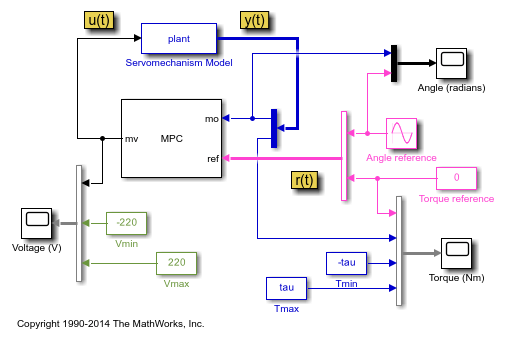 u(t)
y(t)
plant
Servomechanism Model
Angle (radians)
mo
mv
MPC
ref
Angle reference
r(t)
0
Torque reference
-220
Vmin
Voltage (V)
220
Vmax
-tau
Tmin
tau
Tmax
Torque (Nm)
Copyright 1990-2014 The MathWorks, Inc.